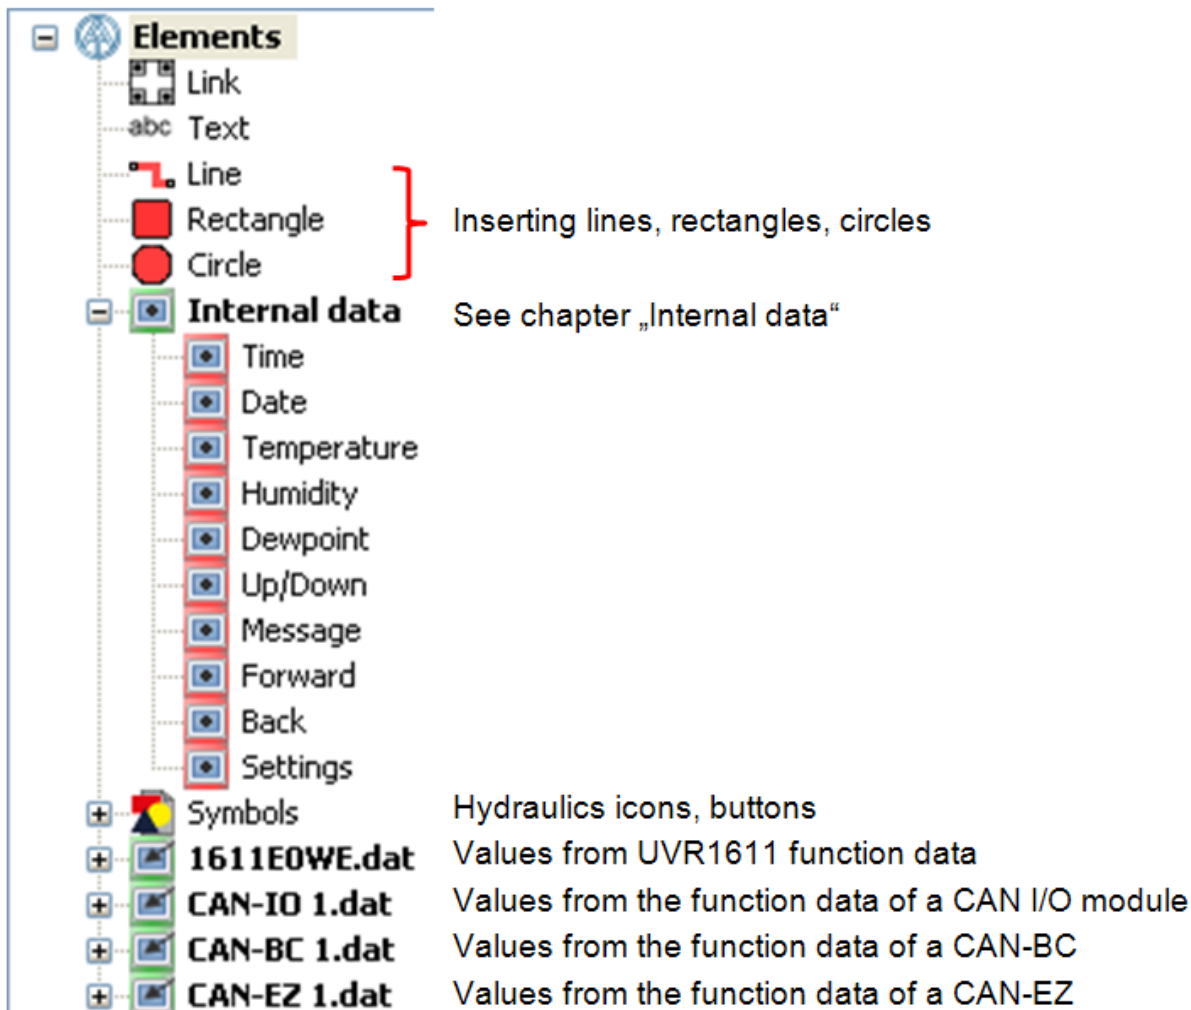 Elements
Link
abc Text
Line
Rectangle Inserting lines, rectangles, circles
Circle
Internal data See chapter „Internal data“
Time
Date
Temperature
Humidity
Dewpoint
Up/Down
Message
Forward
Back
Settings
Symbols Hydraulics icons, buttons
1611E0WE.dat Values from UVR1611 function data
CAN-IO 1.dat Values from the function data of a CAN I/O module
CAN-BC 1.dat Values from the function data of a CAN-BC
CAN-EZ 1.dat Values from the function data of a CAN-EZ